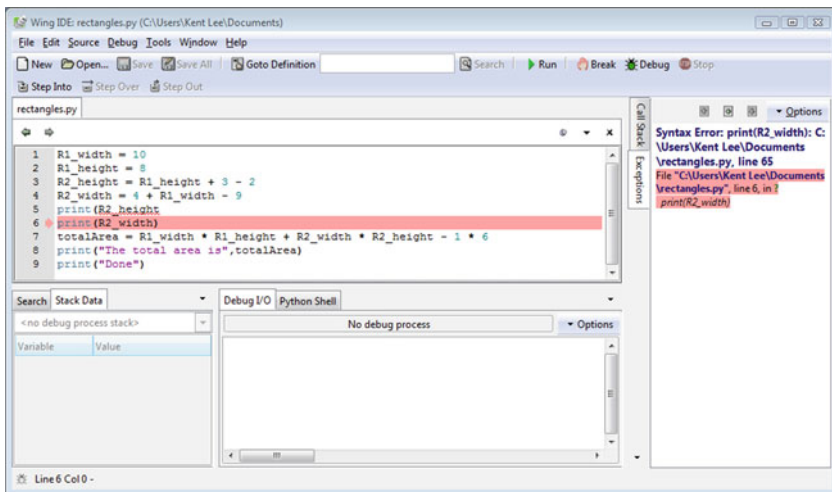 Wing IDE: rectangles.py (C:\Users\Kent Lee\Documents)
File Edit Source Debug Tools Window Help
New Open... Save Save All Goto Definition Search Run Break Debug Stop
Step Into Step Over Step Out
rectangles.py
1 R1_width = 10
2 R1_height = 8
3 R2_height = R1_height + 3 - 2
4 R2_width = 4 + R1_width - 9
5 print(R2_height
6 print(R2_width)
7 totalArea = R1_width * R1_height + R2_width * R2_height - 1 * 6
8 print("The total area is",totalArea)
9 print("Done")
Call Stack
Exceptions
Options
Syntax Error: print(R2_width): C:
\Users\Kent Lee\Documents
\rectangles.py, line 65
File "C:\Users\Kent Lee\Documents
\rectangles.py", line 6, in ?
print(R2_width)
Search Stack Data
<no debug process stack>
Variable Value
Debug I/O Python Shell
No debug process Options
Line 6 Col 0 -